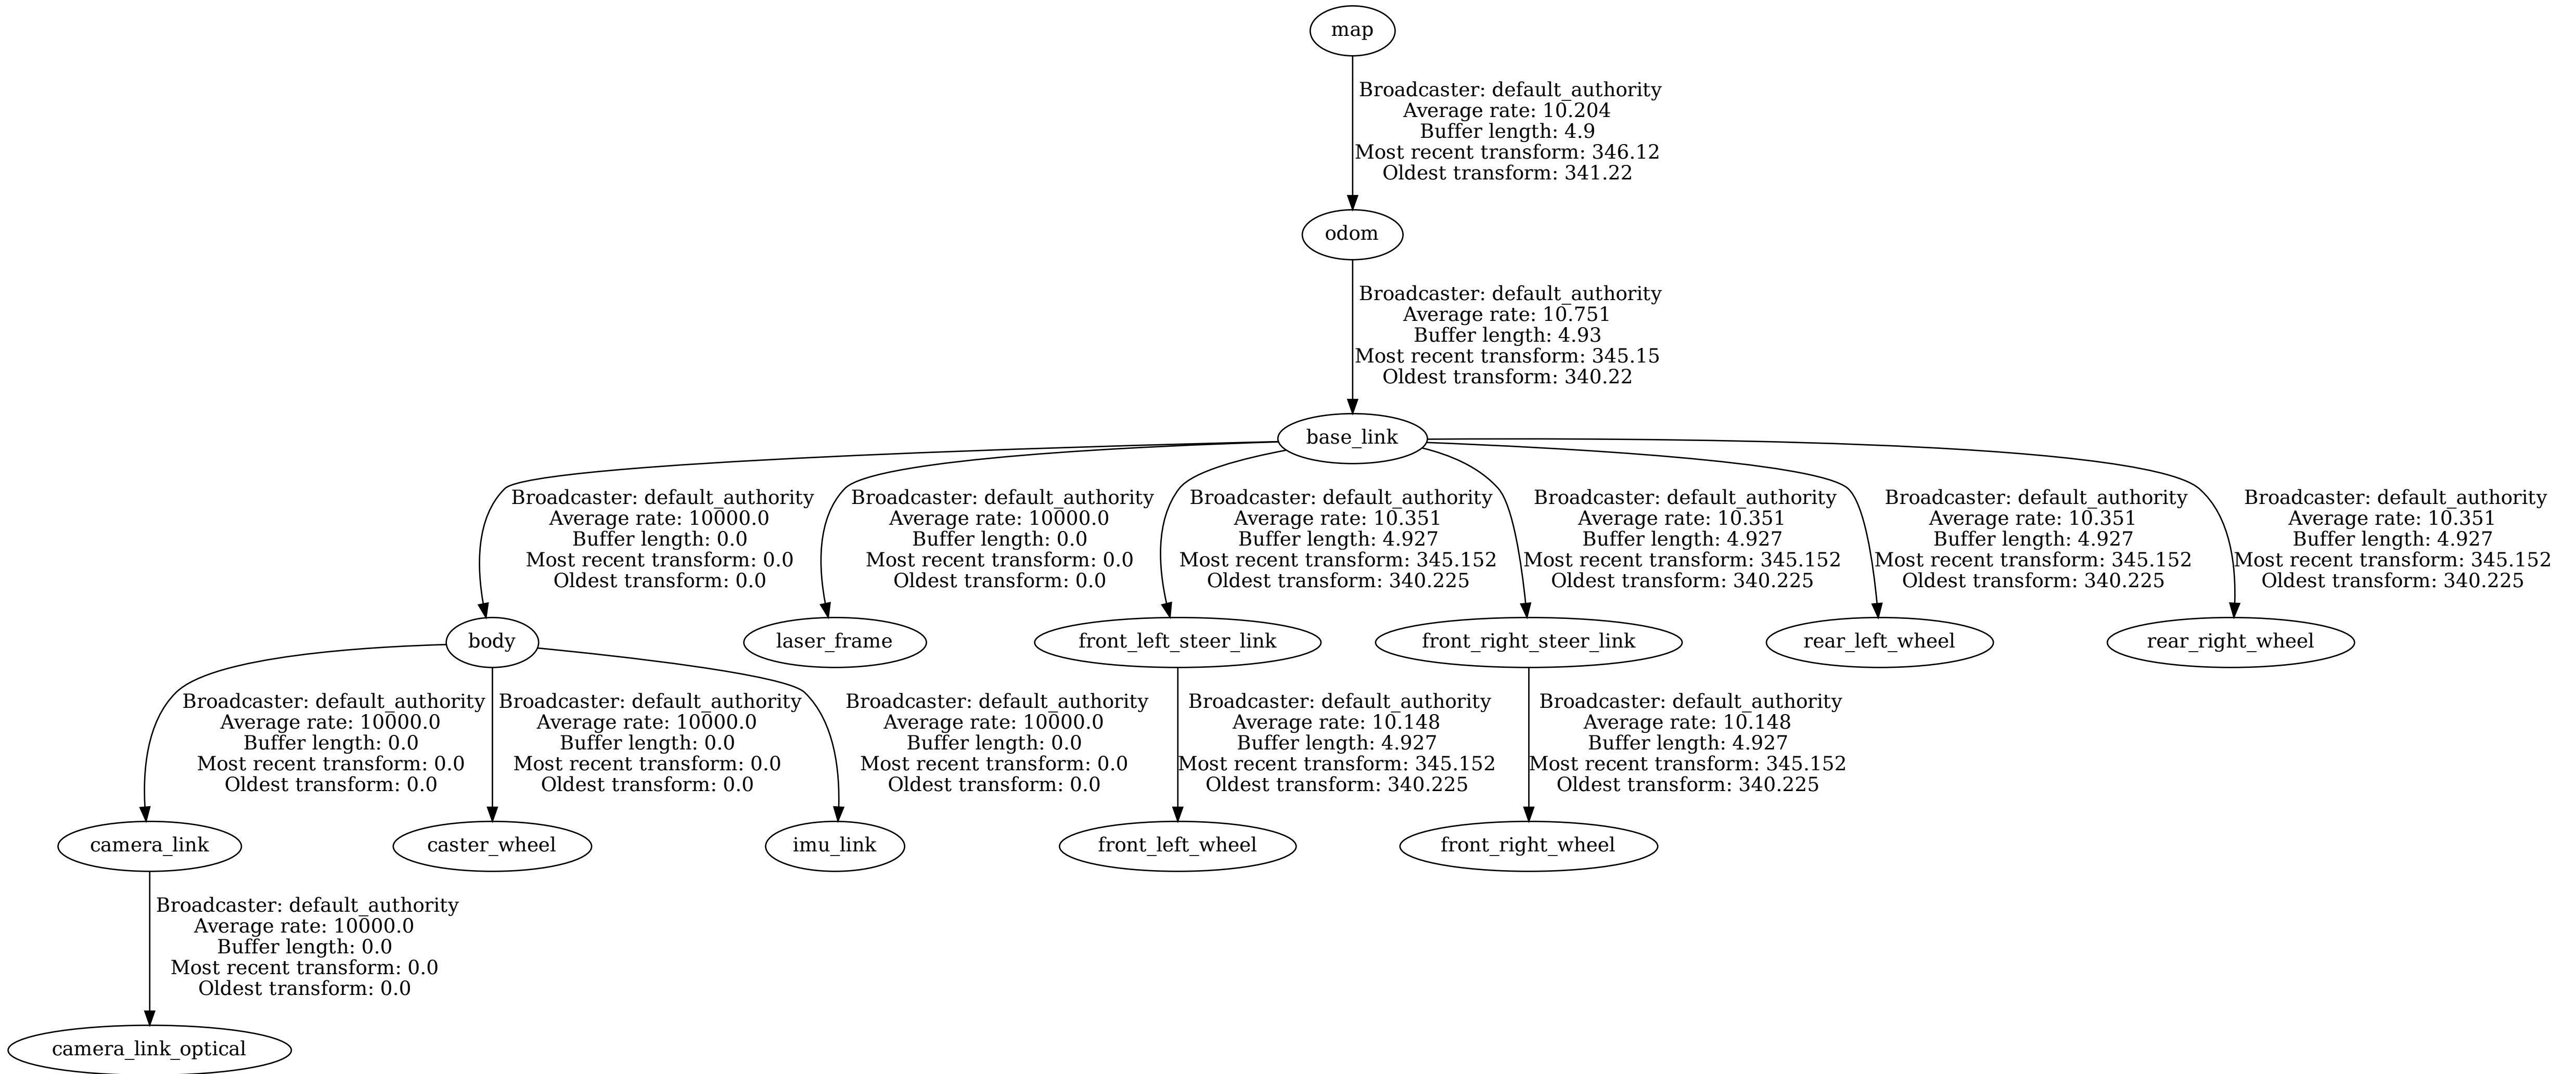 map
Broadcaster: default_authority
Average rate: 10.204
Buffer length: 4.9
Most recent transform: 346.12
Oldest transform: 341.22
odom
Broadcaster: default_authority
Average rate: 10.751
Buffer length: 4.93
Most recent transform: 345.15
Oldest transform: 340.22
base_link
Broadcaster: default_authority
Average rate: 10000.0
Buffer length: 0.0
Most recent transform: 0.0
Oldest transform: 0.0
Broadcaster: default_authority
Average rate: 10000.0
Buffer length: 0.0
Most recent transform: 0.0
Oldest transform: 0.0
Broadcaster: default_authority
Average rate: 10.351
Buffer length: 4.927
Most recent transform: 345.152
Oldest transform: 340.225
Broadcaster: default_authority
Average rate: 10.351
Buffer length: 4.927
Most recent transform: 345.152
Oldest transform: 340.225
Broadcaster: default_authority
Average rate: 10.351
Buffer length: 4.927
Most recent transform: 345.152
Oldest transform: 340.225
Broadcaster: default_authority
Average rate: 10.351
Buffer length: 4.927
Most recent transform: 345.152
Oldest transform: 340.225
body
laser_frame
front_left_steer_link
front_right_steer_link
rear_left_wheel
rear_right_wheel
Broadcaster: default_authority
Average rate: 10000.0
Buffer length: 0.0
Most recent transform: 0.0
Oldest transform: 0.0
Broadcaster: default_authority
Average rate: 10000.0
Buffer length: 0.0
Most recent transform: 0.0
Oldest transform: 0.0
Broadcaster: default_authority
Average rate: 10000.0
Buffer length: 0.0
Most recent transform: 0.0
Oldest transform: 0.0
Broadcaster: default_authority
Average rate: 10.148
Buffer length: 4.927
Most recent transform: 345.152
Oldest transform: 340.225
Broadcaster: default_authority
Average rate: 10.148
Buffer length: 4.927
Most recent transform: 345.152
Oldest transform: 340.225
camera_link
caster_wheel
imu_link
front_left_wheel
front_right_wheel
Broadcaster: default_authority
Average rate: 10000.0
Buffer length: 0.0
Most recent transform: 0.0
Oldest transform: 0.0
camera_link_optical